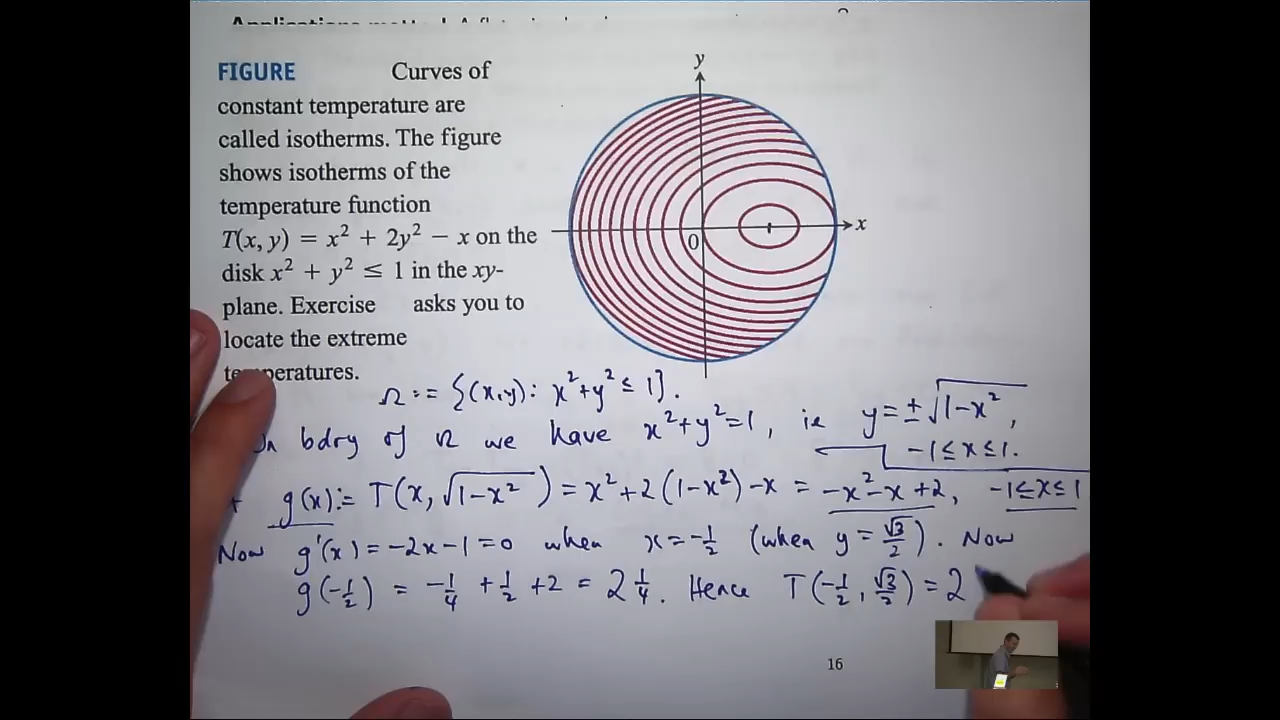 FIGURE Curves of
constant temperature are
called isotherms. The figure
shows isotherms of the
temperature function
T(x, y) = x² + 2y² − x on the
disk x² + y² ≤ 1 in the xy-
plane. Exercise asks you to
locate the extreme
temperatures.
y
x
0
Ω := {(x,y): x²+y² ≤ 1}.
bdry of Ω we have x²+y²=1, ie y=±√(1−x²),
−1≤x≤1.
g(x):= T(x, √(1−x²)) = x²+2(1−x²)−x = −x²−x+2, −1≤x≤1
Now g'(x) = −2x−1=0 when x=−1/2 (when y=√3/2). Now
g(−1/2) = −1/4 + 1/2 + 2 = 2 1/4. Hence T(−1/2, √3/2) = 2
16